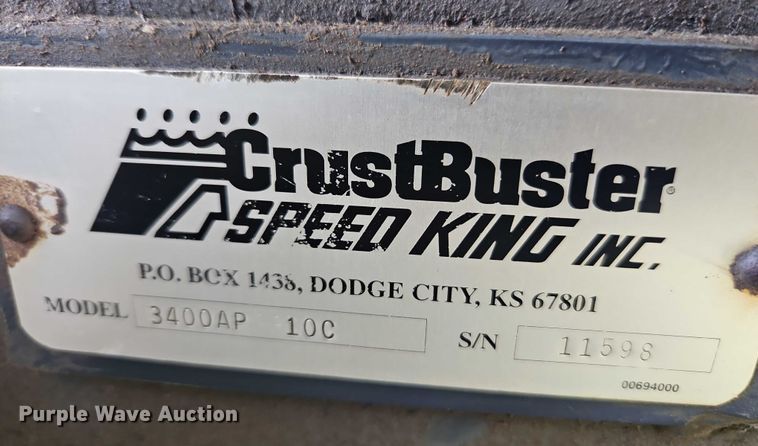 CrustBuster®
SPEED KING INC.
P.O. BOX 1438, DODGE CITY, KS 67801
MODEL 3400AP 10C S/N 11598
00694000
Purple Wave Auction